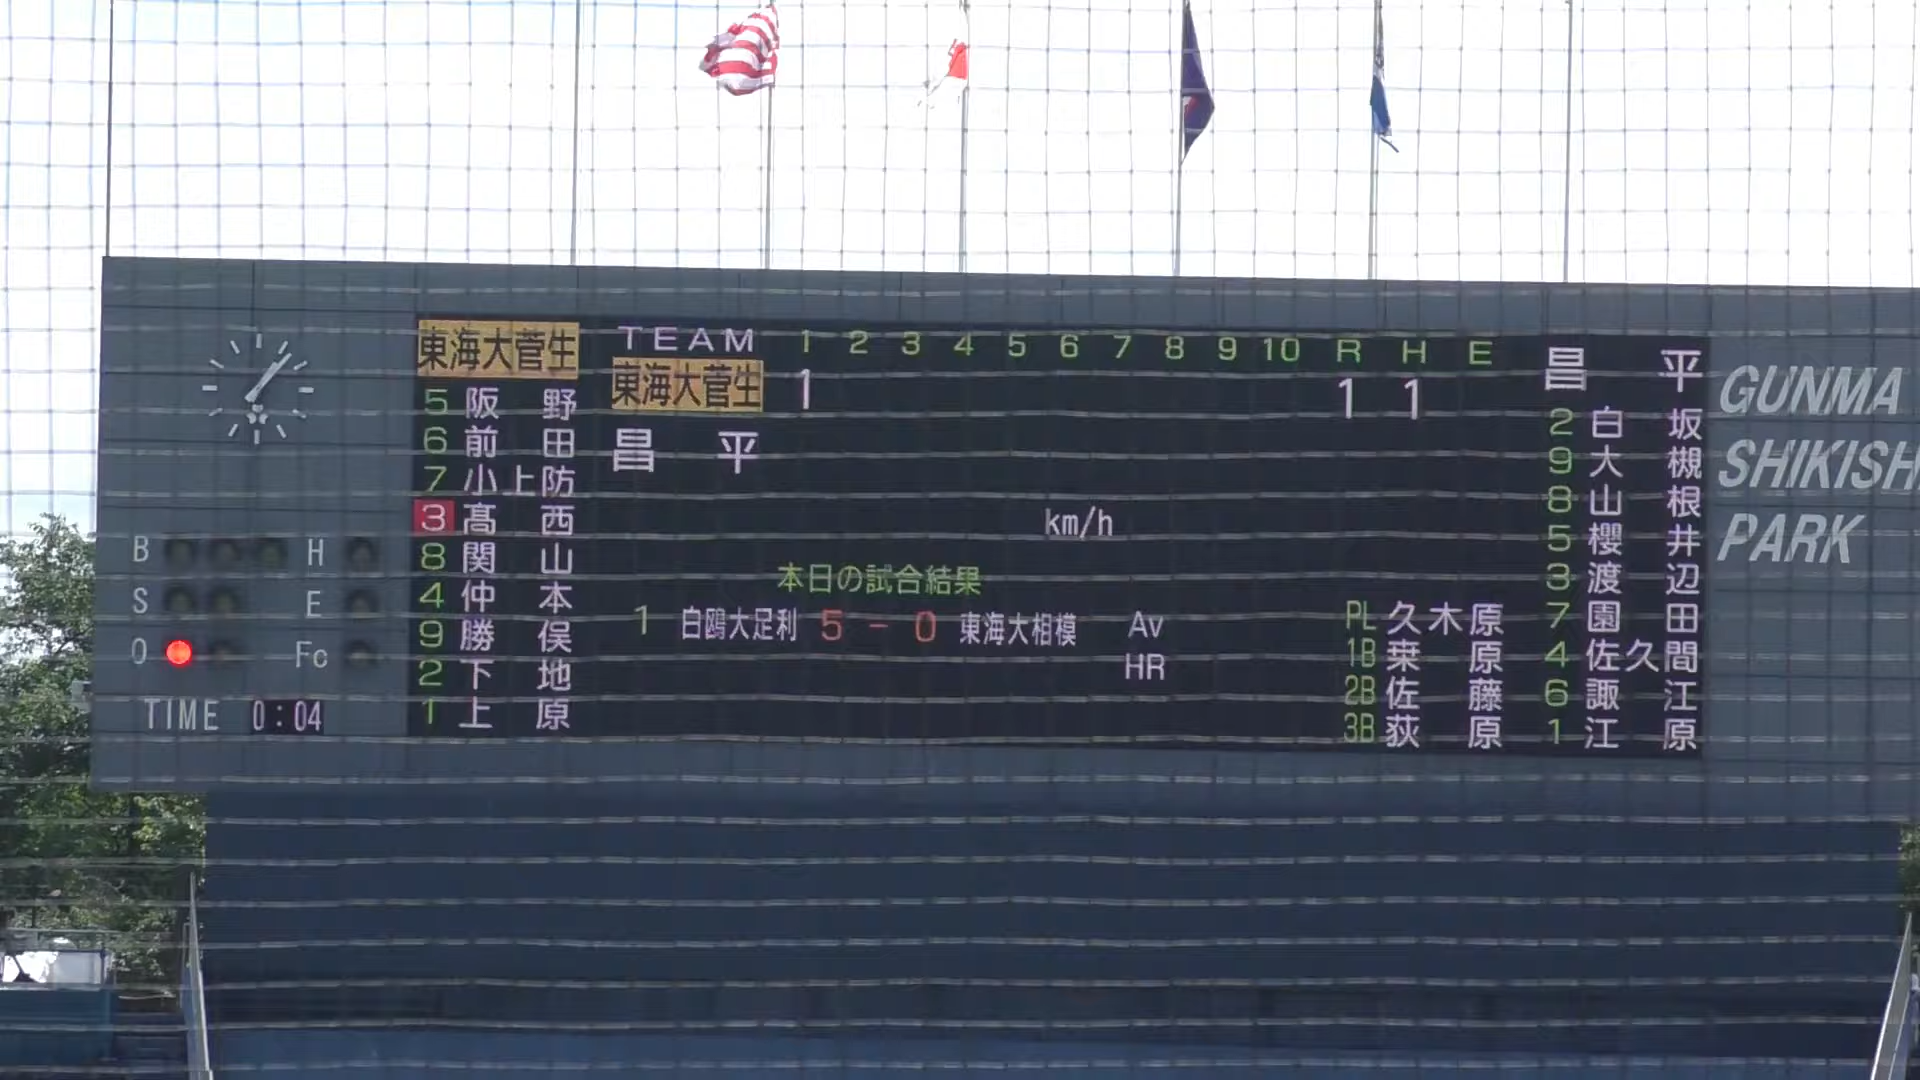 東海大菅生
5 阪 野
6 前 田
7 小上防
3 髙 西
8 関 山
4 仲 本
9 勝 俣
2 下 地
1 上 原
TEAM 1 2 3 4 5 6 7 8 9 10 R H E
東海大菅生 1 1 1
昌 平
km/h
本日の試合結果
1 白鷗大足利 5 - 0 東海大相模
Av
HR
PL 久木原
1B 栗 原
2B 佐 藤
3B 荻 原
昌 平
2 白 坂
9 大 槻
8 山 根
5 櫻 井
3 渡 辺
7 園 田
4 佐久間
6 諏 江
1 江 原
B H
S E
O Fc
TIME 0:04
GUNMA
SHIKISH
PARK